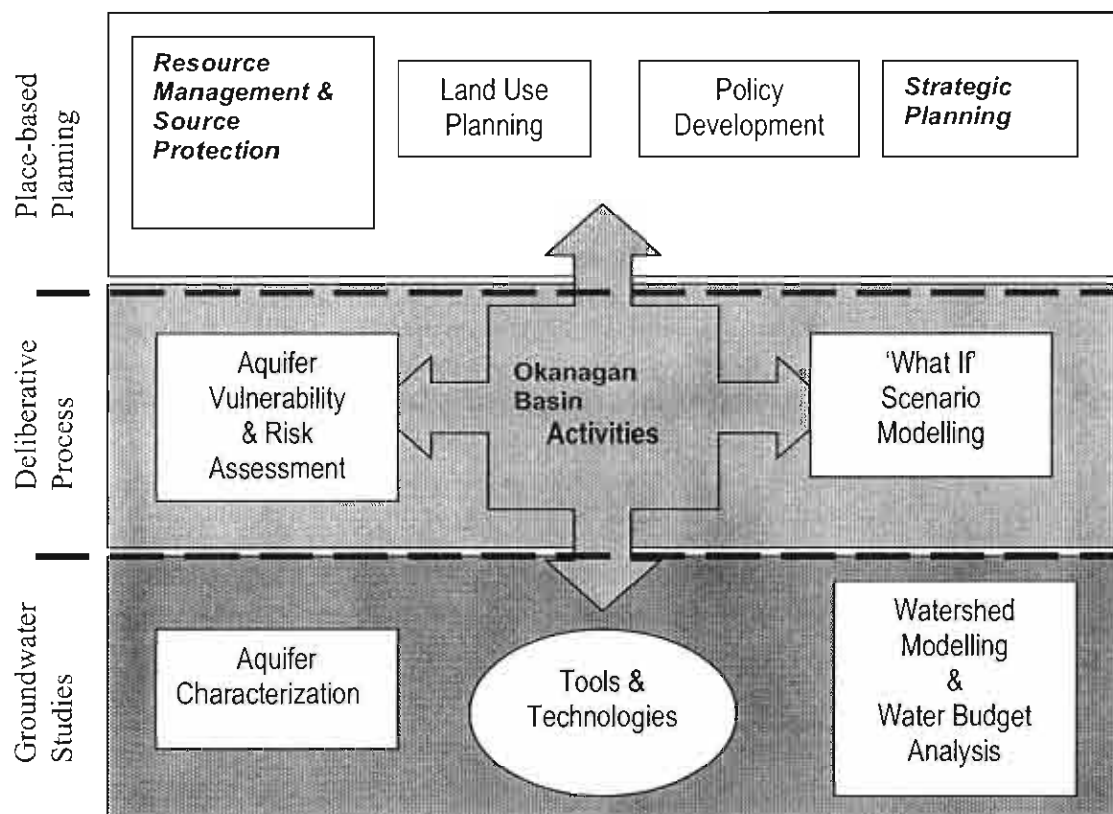 Place-based
Planning
Resource
Management &
Source
Protection
Land Use
Planning
Policy
Development
Strategic
Planning
Deliberative
Process
Aquifer
Vulnerability
& Risk
Assessment
Okanagan
Basin
Activities
'What If'
Scenario
Modelling
Groundwater
Studies
Aquifer
Characterization
Tools &
Technologies
Watershed
Modelling
&
Water Budget
Analysis